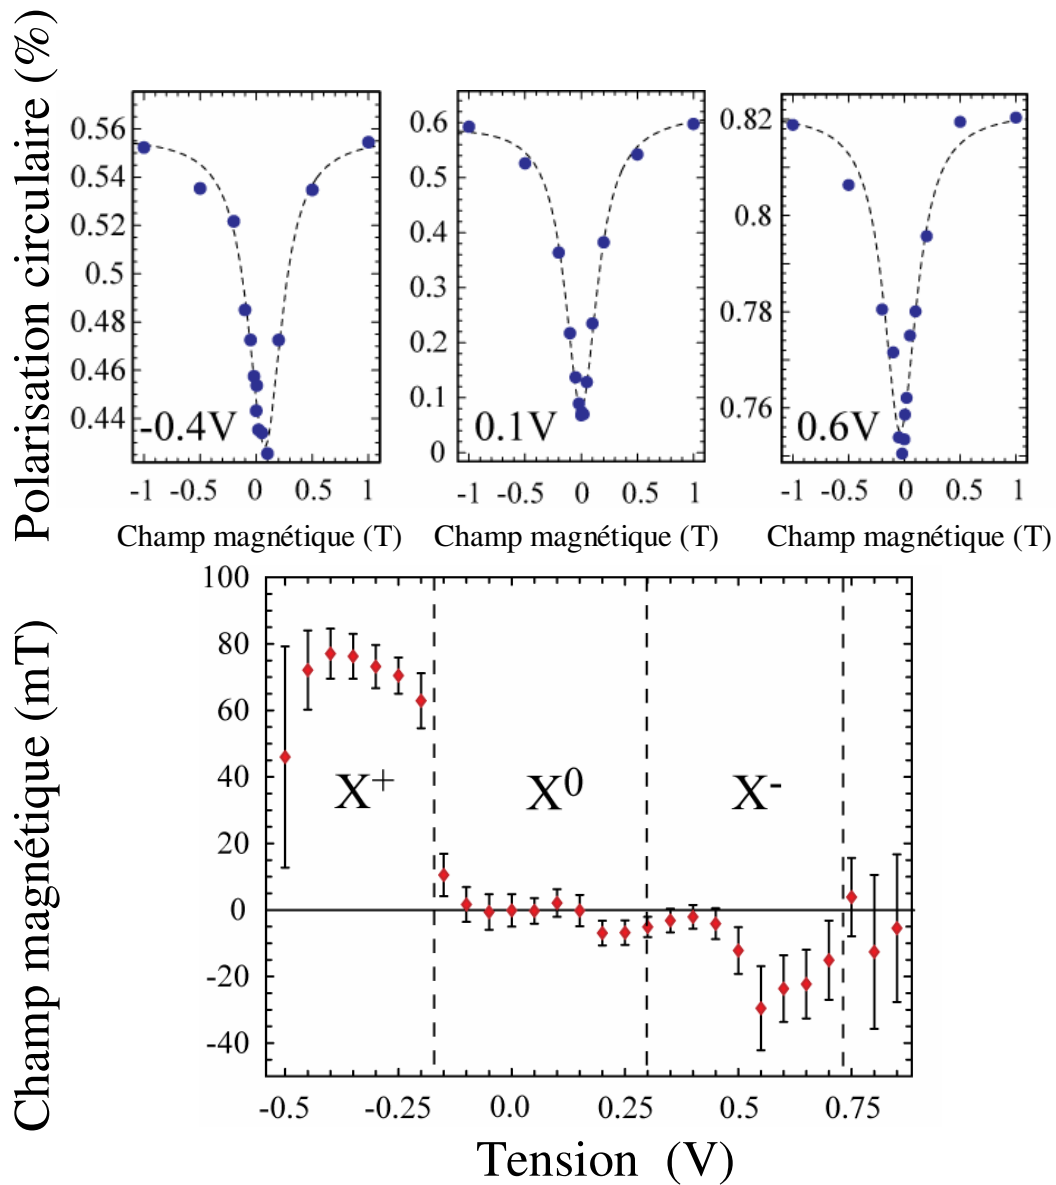 Polarisation circulaire (%)
0.56
0.54
0.52
0.5
0.48
0.46
0.44
-0.4V
-1 -0.5 0 0.5 1
Champ magnétique (T)
0.6
0.5
0.4
0.3
0.2
0.1
0
0.1V
-1 -0.5 0 0.5 1
Champ magnétique (T)
0.82
0.8
0.78
0.76
0.6V
-1 -0.5 0 0.5 1
Champ magnétique (T)
Champ magnétique (mT)
100
80
60
40
20
0
-20
-40
X⁺ X⁰ X⁻
-0.5 -0.25 0.0 0.25 0.5 0.75
Tension (V)